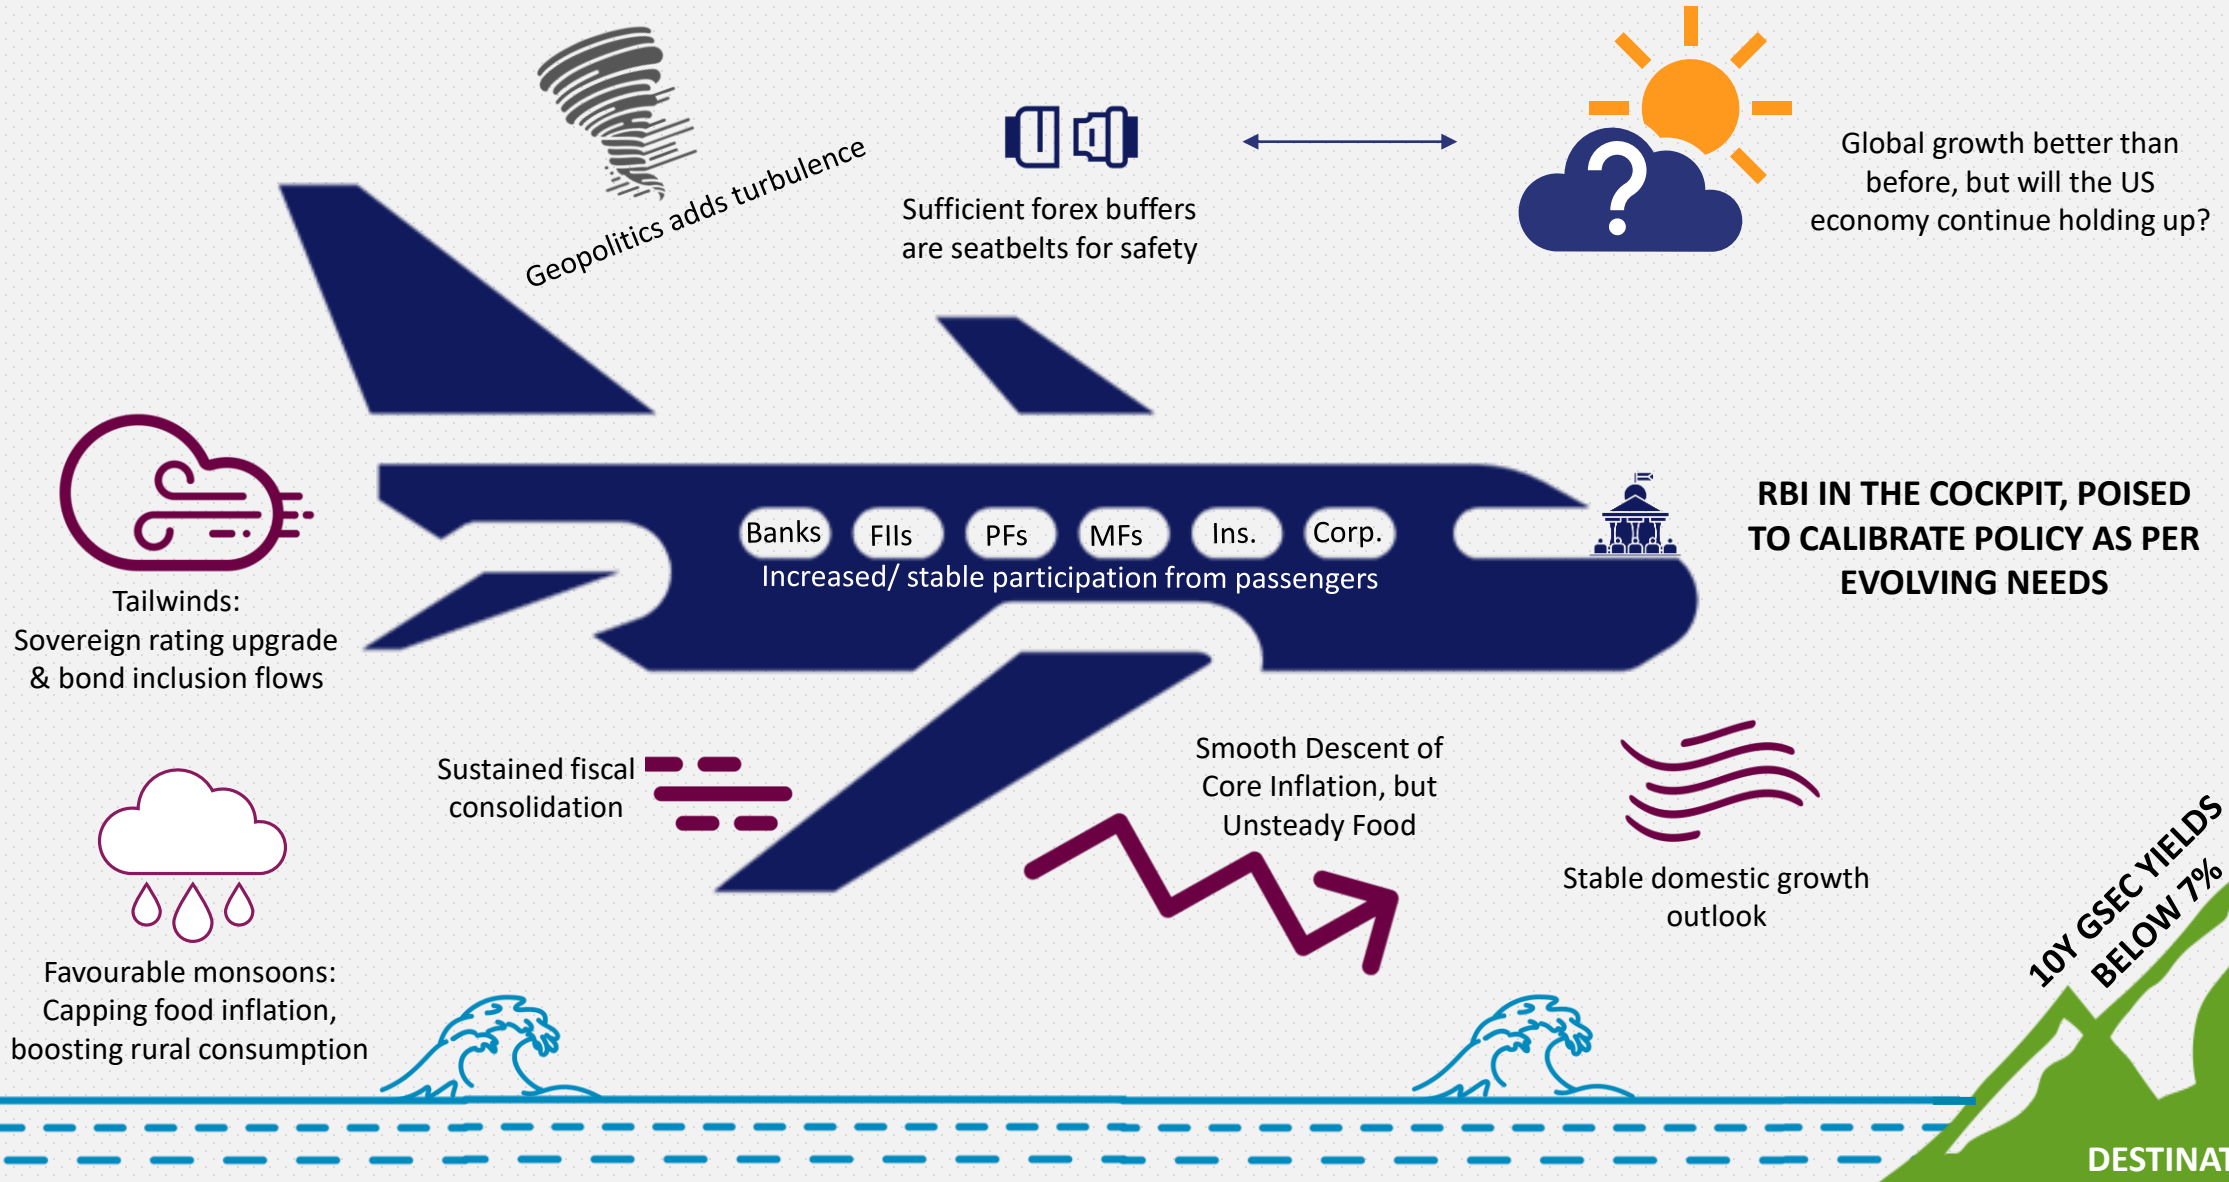 Geopolitics adds turbulence
Sufficient forex buffers
are seatbelts for safety
?
Global growth better than
before, but will the US
economy continue holding up?
Banks FIIs PFs MFs Ins. Corp.
Increased/ stable participation from passengers
RBI IN THE COCKPIT, POISED
TO CALIBRATE POLICY AS PER
EVOLVING NEEDS
Tailwinds:
Sovereign rating upgrade
& bond inclusion flows
Sustained fiscal
consolidation
Smooth Descent of
Core Inflation, but
Unsteady Food
Stable domestic growth
outlook
Favourable monsoons:
Capping food inflation,
boosting rural consumption
10Y GSEC YIELDS
BELOW 7%
DESTINAT